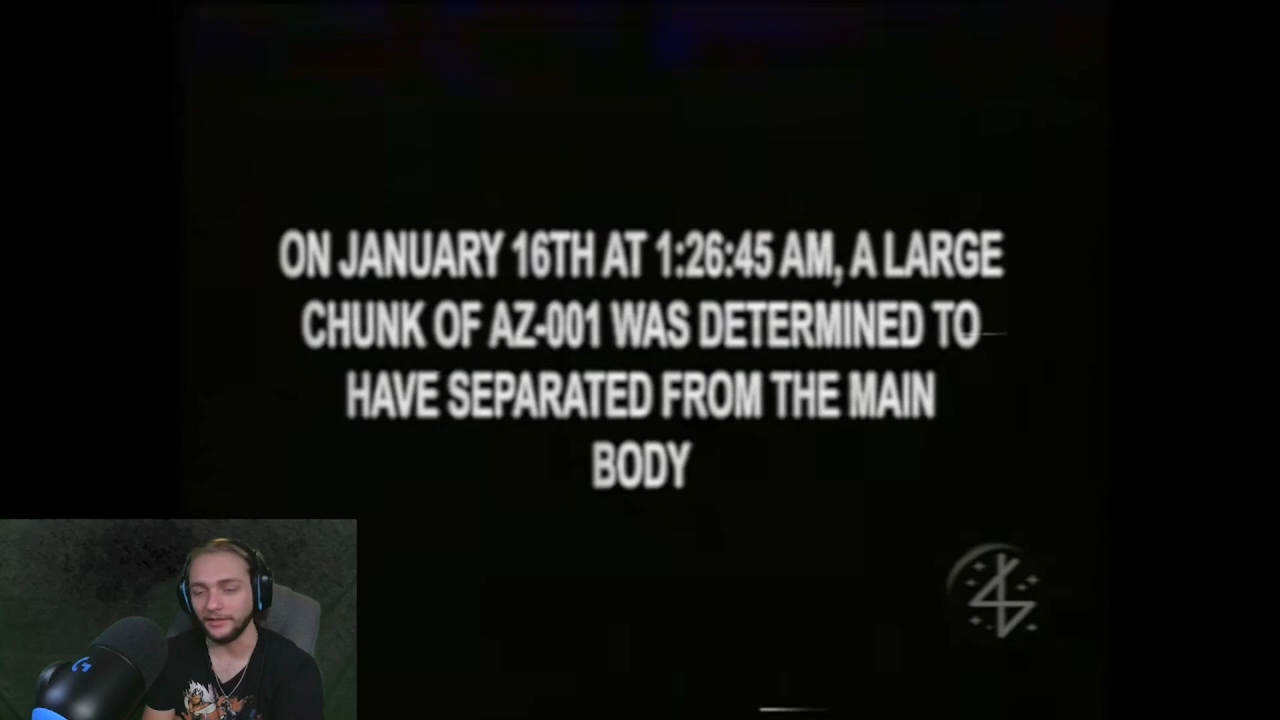 ON JANUARY 16TH AT 1:26:45 AM, A LARGE
CHUNK OF AZ-001 WAS DETERMINED TO
HAVE SEPARATED FROM THE MAIN
BODY